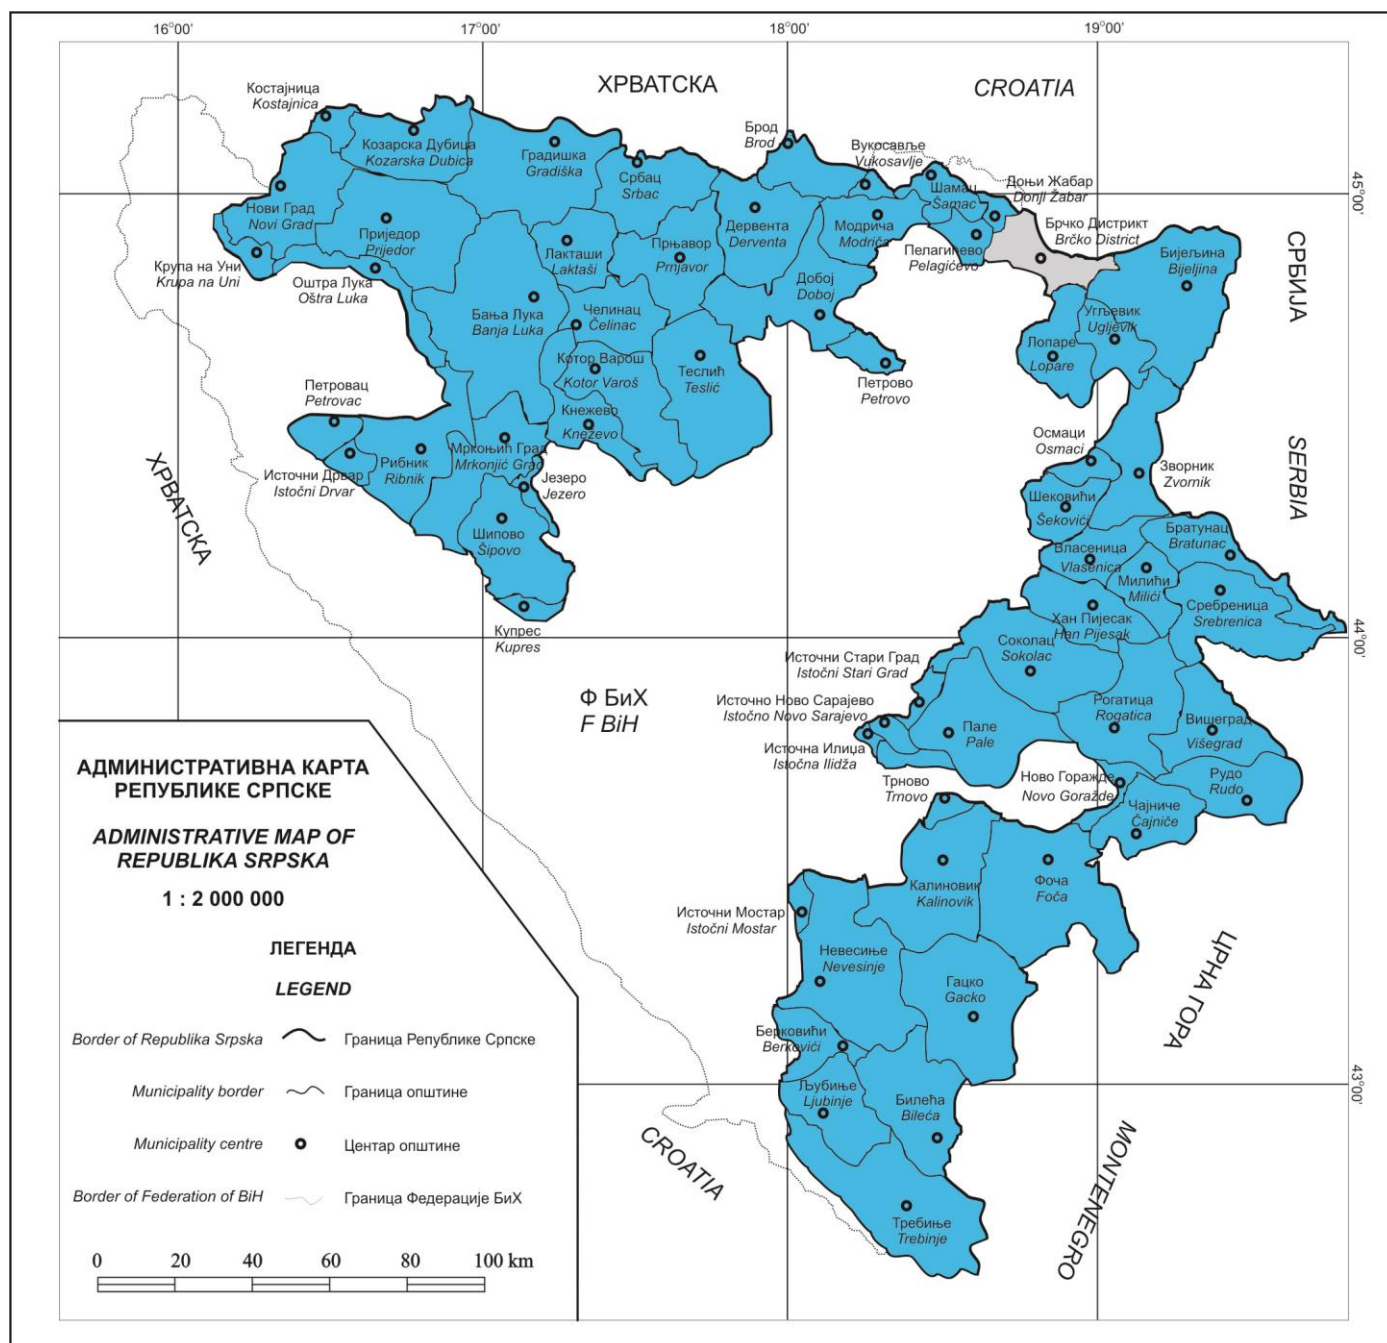 16°00'
17°00'
18°00'
19°00'
ХРВАТСКА
CROATIA
Костајница
Kostajnica
Козарска Дубица
Kozarska Dubica
Градишка
Gradiška
Србац
Srbac
Брод
Brod
Вукосавље
Vukosavlje
Шамац
Šamac
Доњи Жабар
Donji Žabar
45°00'
Нови Град
Novi Grad
Приједор
Prijedor
Лакташи
Laktaši
Прњавор
Prnjavor
Дервента
Derventa
Модрича
Modriča
Пелагићево
Pelagićevo
Брчко Дистрикт
Brčko District
Бијељина
Bijeljina
СРБИЈА
Крупа на Уни
Krupa na Uni
Оштра Лука
Oštra Luka
Бања Лука
Banja Luka
Челинац
Čelinac
Добој
Doboj
Угљевик
Ugljevik
Лопаре
Lopare
Котор Варош
Kotor Varoš
Теслић
Teslić
Петрово
Petrovo
Петровац
Petrovac
Кнежево
Kneževo
Источни Дрвар
Istočni Drvar
Рибник
Ribnik
Мркоњић Град
Mrkonjić Grad
Језеро
Jezero
Осмаци
Osmaci
Зворник
Zvornik
SERBIA
ХРВАТСКА
Шипово
Šipovo
Шековићи
Šekovići
Братунац
Bratunac
Власеница
Vlasenica
Милићи
Milići
Сребреница
Srebrenica
Купрес
Kupres
Хан Пијесак
Han Pijesak
Соколац
Sokolac
44°00'
Источни Стари Град
Istočni Stari Grad
Ф БиХ
F BiH
Источно Ново Сарајево
Istočno Novo Sarajevo
Пале
Pale
Рогатица
Rogatica
Вишеград
Višegrad
Источна Илиџа
Istočna Ilidža
Трново
Trnovo
Ново Горажде
Novo Goražde
Рудо
Rudo
Чајниче
Čajniče
Калиновик
Kalinovik
Фоча
Foča
Источни Мостар
Istočni Mostar
Невесиње
Nevesinje
Гацко
Gacko
ЦРНА ГОРА
Берковићи
Berkovići
43°00'
Љубиње
Ljubinje
Билећа
Bileća
CROATIA
MONTENEGRO
Требиње
Trebinje
АДМИНИСТРАТИВНА КАРТА
РЕПУБЛИКЕ СРПСКЕ
ADMINISTRATIVE MAP OF
REPUBLIKA SRPSKA
1 : 2 000 000
ЛЕГЕНДА
LEGEND
Border of Republika Srpska Граница Републике Српске
Municipality border Граница општине
Municipality centre Центар општине
Border of Federation of BiH Граница Федерације БиХ
0 20 40 60 80 100 km